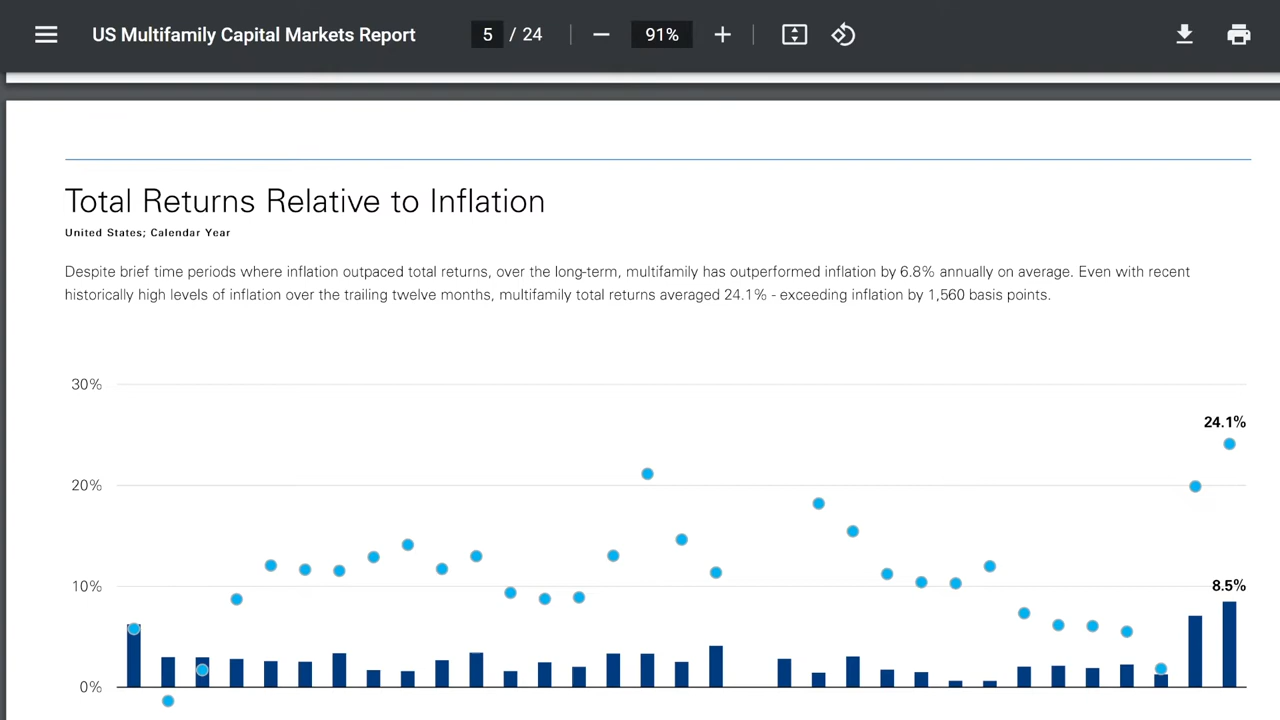 US Multifamily Capital Markets Report 5 / 24 91%
Total Returns Relative to Inflation
United States; Calendar Year
Despite brief time periods where inflation outpaced total returns, over the long-term, multifamily has outperformed inflation by 6.8% annually on average. Even with recent
historically high levels of inflation over the trailing twelve months, multifamily total returns averaged 24.1% - exceeding inflation by 1,560 basis points.
30%
24.1%
20%
10%
8.5%
0%